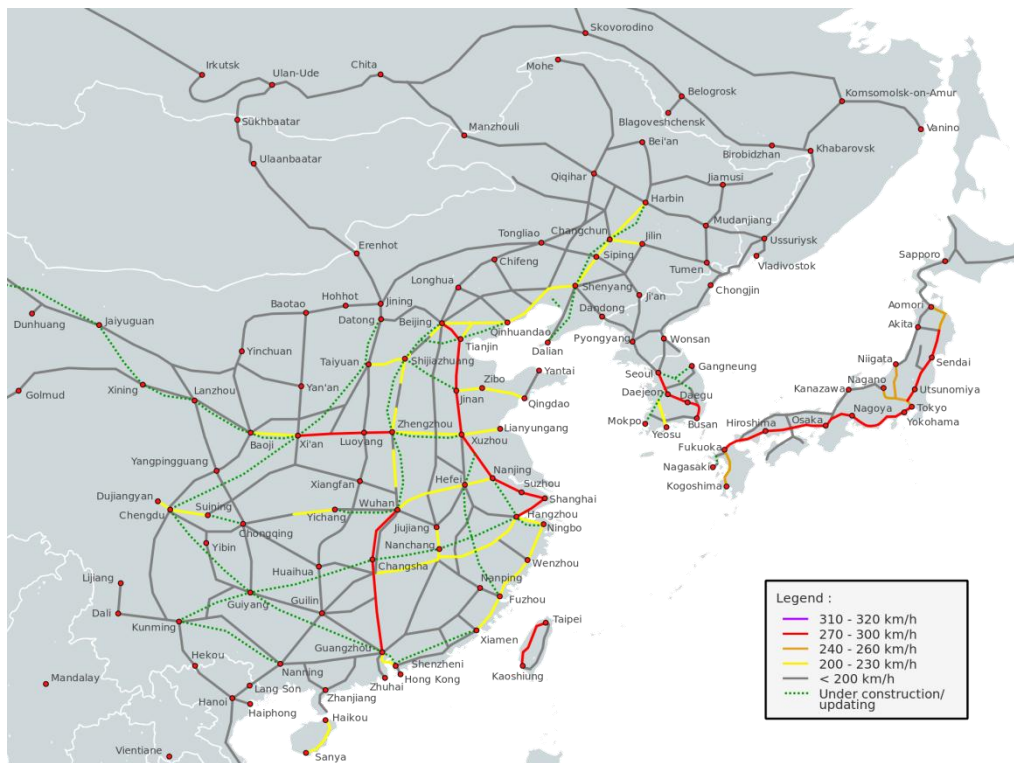 Skovorodino
Irkutsk
Ulan-Ude
Chita
Mohe
Belogrosk
Komsomolsk-on-Amur
Blagoveshchensk
Sükhbaatar
Manzhouli
Vanino
Bei'an
Birobidzhan
Khabarovsk
Ulaanbaatar
Qiqihar
Jiamusi
Harbin
Mudanjiang
Changchun
Jilin
Ussuriysk
Tongliao
Erenhot
Siping
Vladivostok
Sapporo
Chifeng
Tumen
Longhua
Shenyang
Chongjin
Baotao
Hohhot
Jining
Ji'an
Aomori
Dunhuang
Jaiyuguan
Datong
Beijing
Dandong
Akita
Qinhuandao
Dalian
Pyongyang
Wonsan
Tianjin
Yinchuan
Taiyuan
Shijiazhuang
Sendai
Niigata
Seoul
Gangneung
Yantai
Golmud
Xining
Lanzhou
Yan'an
Zibo
Daejeon
Daegu
Kanazawa
Nagano
Utsunomiya
Jinan
Qingdao
Tokyo
Mokpo
Yeosu
Busan
Hiroshima
Osaka
Nagoya
Yokohama
Baoji
Xi'an
Luoyang
Zhengzhou
Xuzhou
Lianyungang
Fukuoka
Nagasaki
Kogoshima
Yangpingguang
Xiangfan
Hefei
Nanjing
Suzhou
Shanghai
Dujiangyan
Chengdu
Suining
Yichang
Wuhan
Hangzhou
Ningbo
Chongqing
Jiujiang
Yibin
Nanchang
Wenzhou
Lijiang
Huaihua
Changsha
Nanping
Dali
Guiyang
Guilin
Fuzhou
Kunming
Xiamen
Taipei
Guangzhou
Hekou
Nanning
Shenzheni
Hong Kong
Zhuhai
Kaoshiung
Mandalay
Lang Son
Hanoi
Haiphong
Zhanjiang
Haikou
Vientiane
Sanya
Legend :
310 - 320 km/h
270 - 300 km/h
240 - 260 km/h
200 - 230 km/h
< 200 km/h
Under construction/
updating